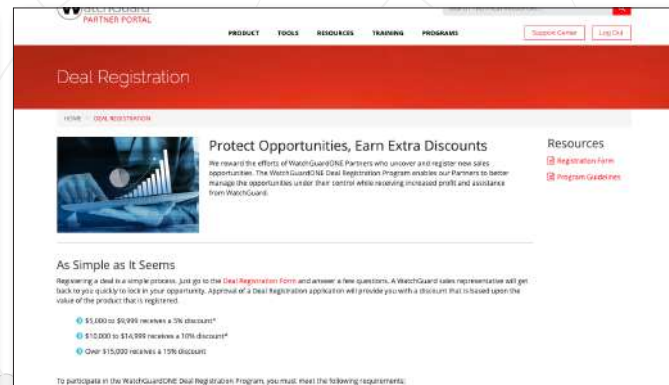 WatchGuard
PARTNER PORTAL
PRODUCT TOOLS RESOURCES TRAINING PROGRAMS
Support Center Log Out
Deal Registration
HOME DEAL REGISTRATION
Protect Opportunities, Earn Extra Discounts
We reward the efforts of WatchGuardONE Partners who uncover and register new sales
opportunities. The WatchGuardONE Deal Registration Program enables our Partners to better
manage the opportunities under their control while receiving increased profit and assistance
from WatchGuard.
Resources
Registration Form
Program Guidelines
As Simple as It Seems
Registering a deal is a simple process. Just go to the Deal Registration Form and answer a few questions. A WatchGuard sales representative will get
back to you quickly to lock in your opportunity. Approval of a Deal Registration application will provide you with a discount that is based upon the
value of the product that is registered.
$5,000 to $9,999 receives a 5% discount*
$10,000 to $14,999 receives a 10% discount*
Over $15,000 receives a 15% discount
To participate in the WatchGuardONE Deal Registration Program, you must meet the following requirements: